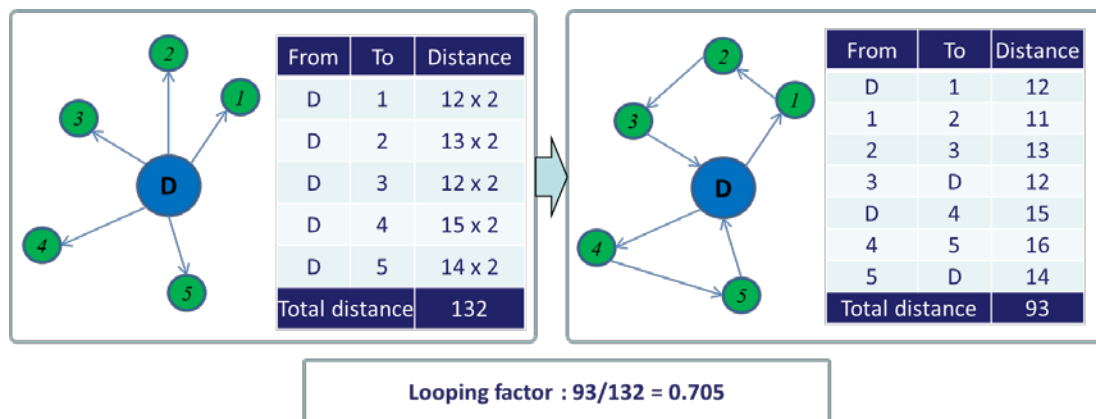 2
1
3
D
4
5
From To Distance
D 1 12 x 2
D 2 13 x 2
D 3 12 x 2
D 4 15 x 2
D 5 14 x 2
Total distance 132
2
1
3
D
4
5
From To Distance
D 1 12
1 2 11
2 3 13
3 D 12
D 4 15
4 5 16
5 D 14
Total distance 93
Looping factor : 93/132 = 0.705